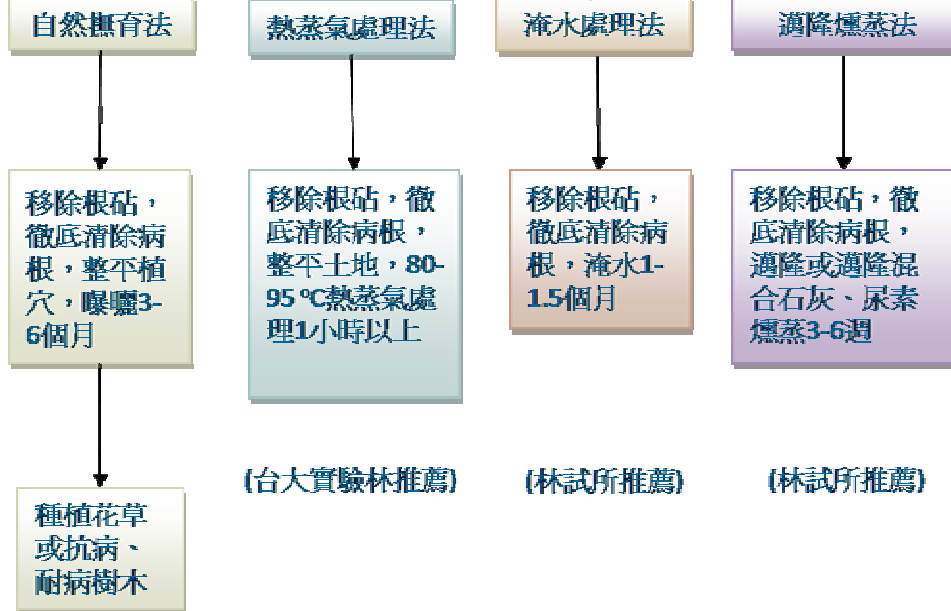 自然撫育法
熱蒸氣處理法
淹水處理法
邁隆燻蒸法
移除根砧，
徹底清除病
根，整平植
穴，曝曬3-
6個月
移除根砧，徹
底清除病根，
整平土地，80-
95 ºC熱蒸氣處
理1小時以上
移除根砧，
徹底清除病
根，淹水1-
1.5個月
移除根砧，徹
底清除病根，
邁隆或邁隆混
合石灰、尿素
燻蒸3-6週
(台大實驗林推薦)
(林試所推薦)
(林試所推薦)
種植花草
或抗病、
耐病樹木